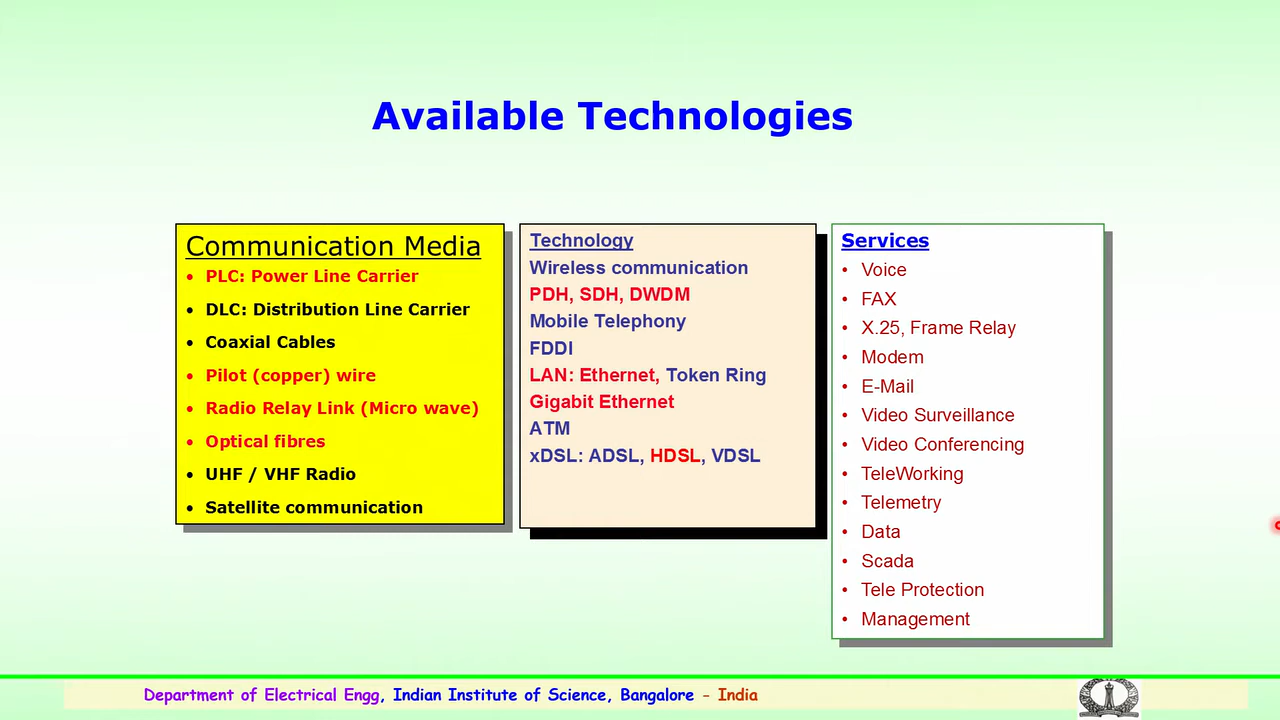 Available Technologies
Communication Media
• PLC: Power Line Carrier
• DLC: Distribution Line Carrier
• Coaxial Cables
• Pilot (copper) wire
• Radio Relay Link (Micro wave)
• Optical fibres
• UHF / VHF Radio
• Satellite communication
Technology
Wireless communication
PDH, SDH, DWDM
Mobile Telephony
FDDI
LAN: Ethernet, Token Ring
Gigabit Ethernet
ATM
xDSL: ADSL, HDSL, VDSL
Services
• Voice
• FAX
• X.25, Frame Relay
• Modem
• E-Mail
• Video Surveillance
• Video Conferencing
• TeleWorking
• Telemetry
• Data
• Scada
• Tele Protection
• Management
Department of Electrical Engg, Indian Institute of Science, Bangalore - India